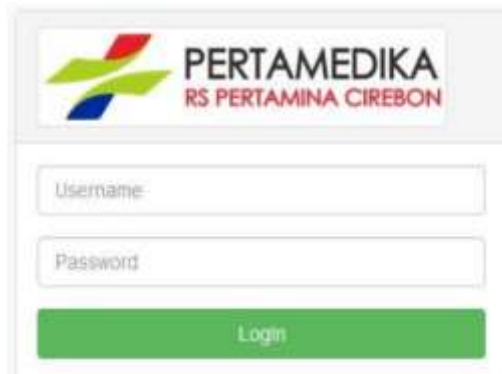 PERTAMEDIKA
RS PERTAMINA CIREBON
Username
Password
Login